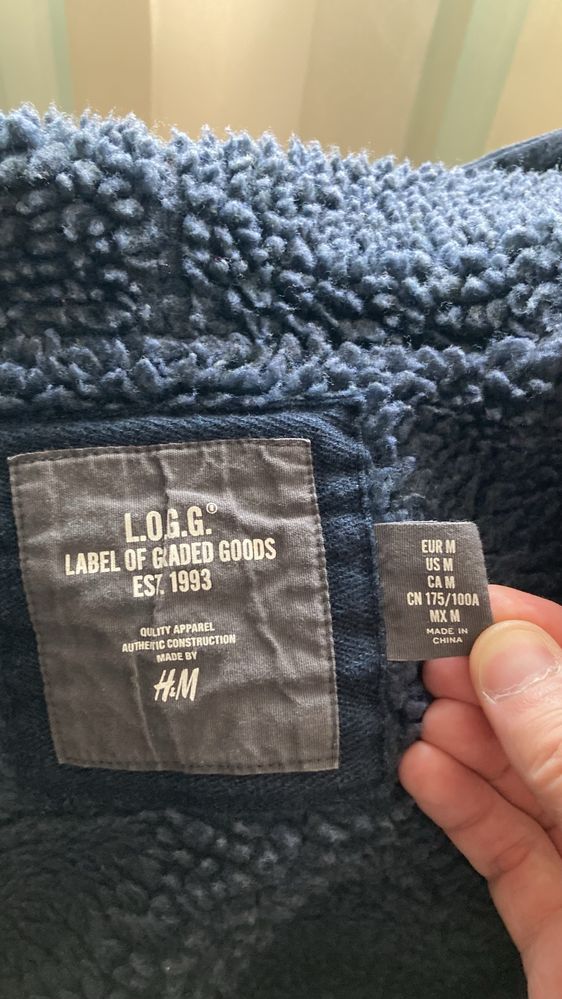 L.O.G.G.®
LABEL OF GRADED GOODS
EST. 1993
QULITY APPAREL
AUTHENTIC CONSTRUCTION
MADE BY
H&M
EUR M
US M
CA M
CN 175/100A
MX M
MADE IN
CHINA